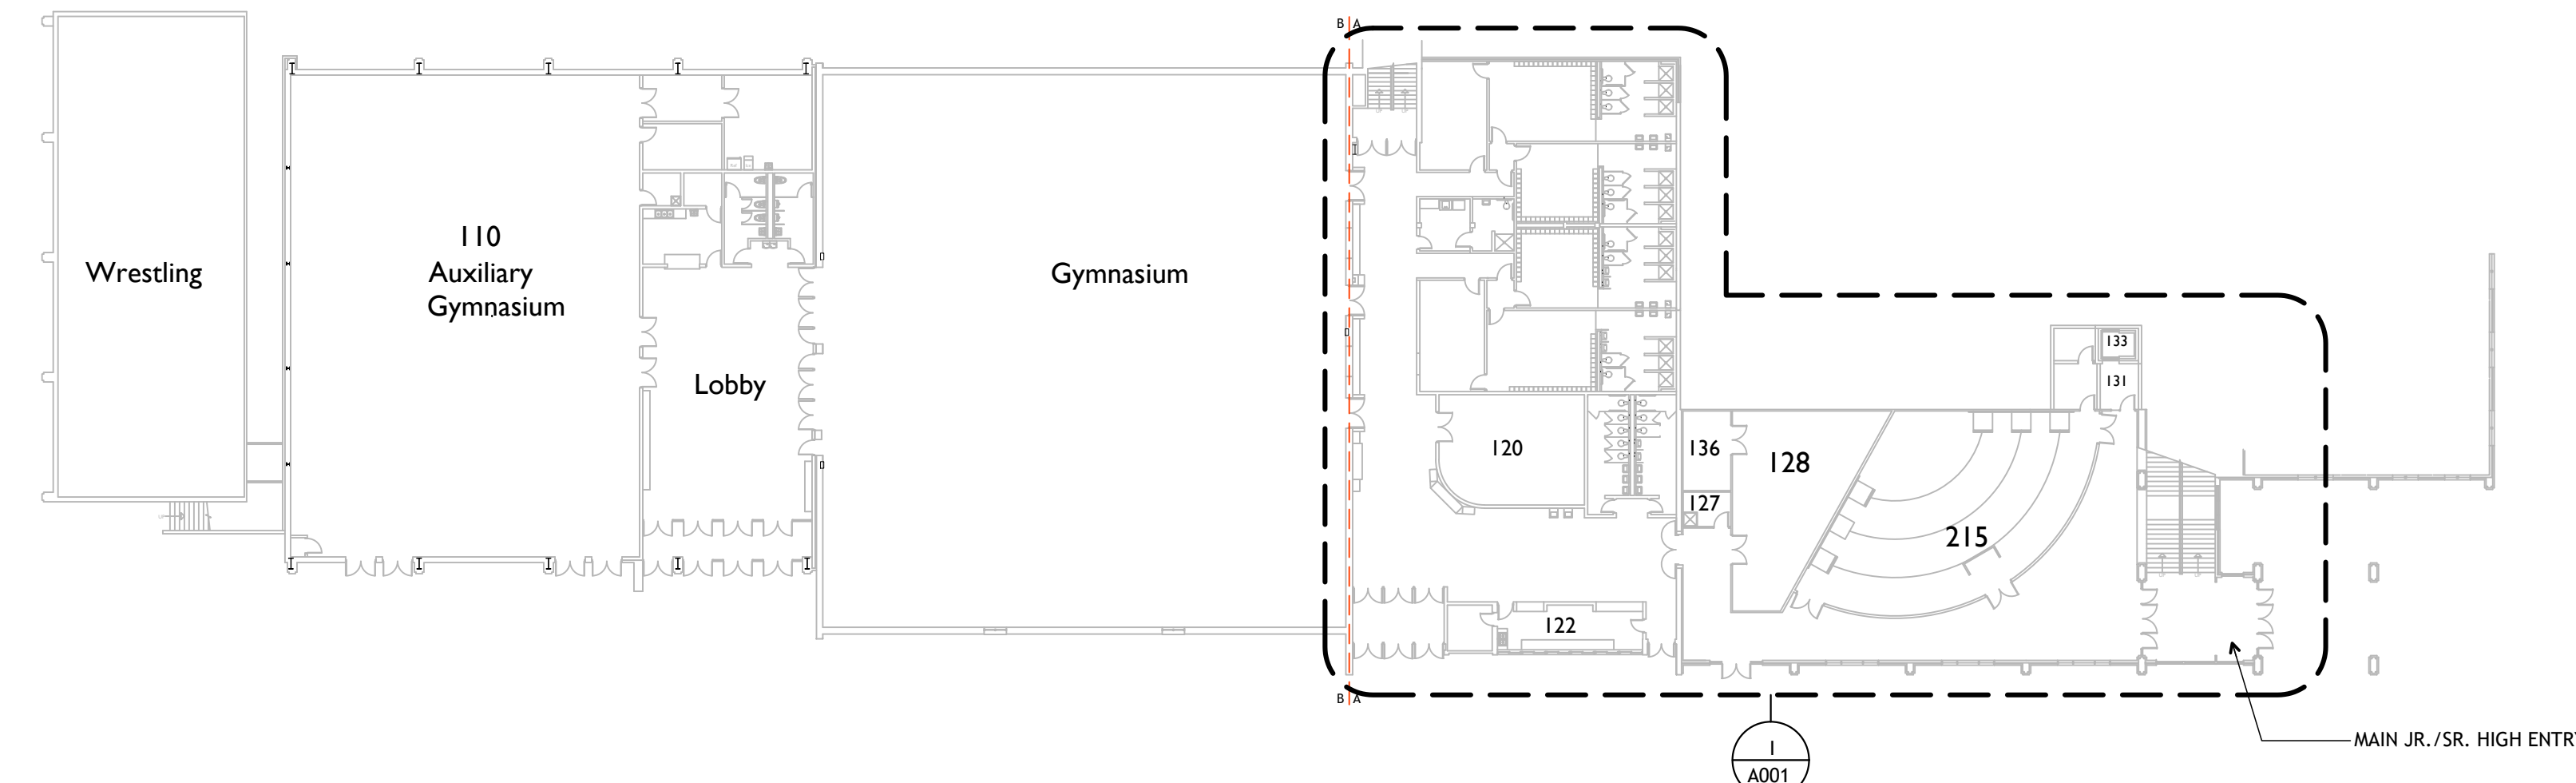 B A
133
131
110
Wrestling
Auxiliary
Gymnasium
Gymnasium
Lobby
120
136
128
127
215
122
B A
1
A001
MAIN JR./SR. HIGH ENTRY